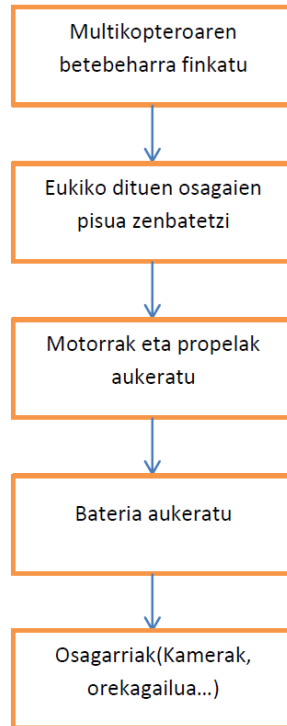 Multikopteroaren
betebeharra finkatu
Eukiko dituen osagaien
pisua zenbatetzi
Motorrak eta propelak
aukeratu
Bateria aukeratu
Osagarriak(Kamerak,
orekagailua...)